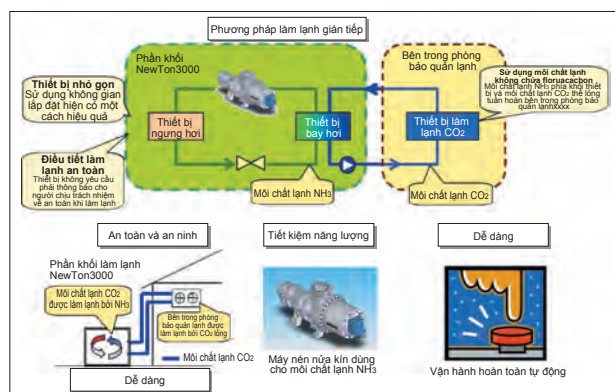 Phương pháp làm lạnh gián tiếp
Phần khối
NewTon3000
Thiết bị nhỏ gọn
Sử dụng không gian
lắp đặt hiện có một
cách hiệu quả
Điều tiết làm
lạnh an toàn
Thiết bị không yêu cầu
phải thông báo cho
người chịu trách nhiệm
về an toàn khi làm lạnh
Thiết bị
ngưng hơi
Thiết bị
bay hơi
Môi chất lạnh NH₃
Bên trong phòng
bảo quản lạnh
Sử dụng môi chất lạnh
không chứa floruacacbon
Môi chất lạnh NH₃ phía khối thiết
bị và môi chất lạnh CO₂ thể lỏng
tuần hoàn bên trong phòng bảo
quản lạnhxxxx
Thiết bị làm
lạnh CO₂
Môi chất lạnh CO₂
An toàn và an ninh
Phần khối làm lạnh
NewTon3000
Môi chất lạnh CO₂
được làm lạnh bởi NH₃
Bên trong phòng
bảo quản lạnh được
làm lạnh bởi CO₂ lỏng
Môi chất lạnh CO₂
Dễ dàng
Tiết kiệm năng lượng
Máy nén nửa kín dùng
cho môi chất lạnh NH₃
Dễ dàng
Vận hành hoàn toàn tự động